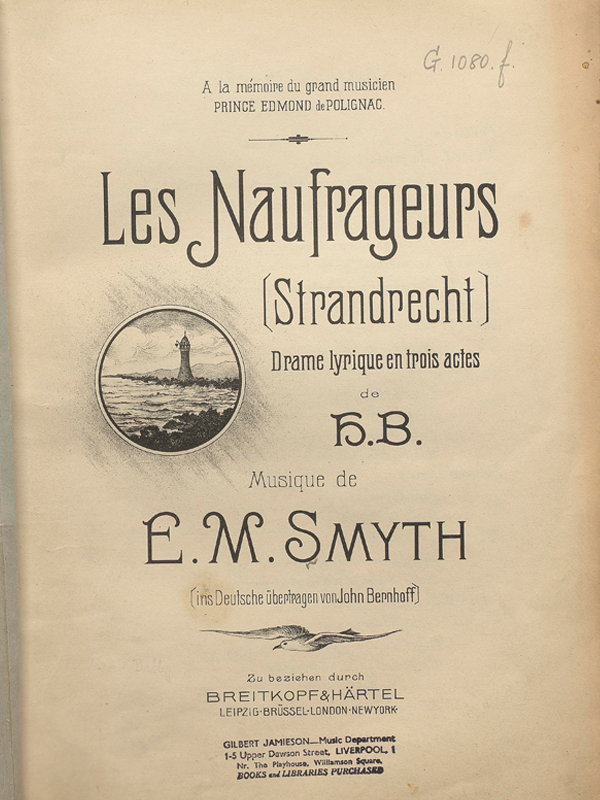 G. 1080. f.
A la mémoire du grand musicien
PRINCE EDMOND de POLIGNAC.
Les Naufrageurs
(Strandrecht)
Drame lyrique en trois actes
de
H.B.
Musique de
E. M. SMYTH
(ins Deutsche übertragen von John Bernhoff)
Zu beziehen durch
BREITKOPF & HÄRTEL
LEIPZIG · BRÜSSEL · LONDON · NEWYORK
GILBERT JAMIESON—Music Department
1-5 Upper Dawson Street, LIVERPOOL, 1
Nr. The Playhouse, Williamson Square,
BOOKS and LIBRARIES PURCHASED